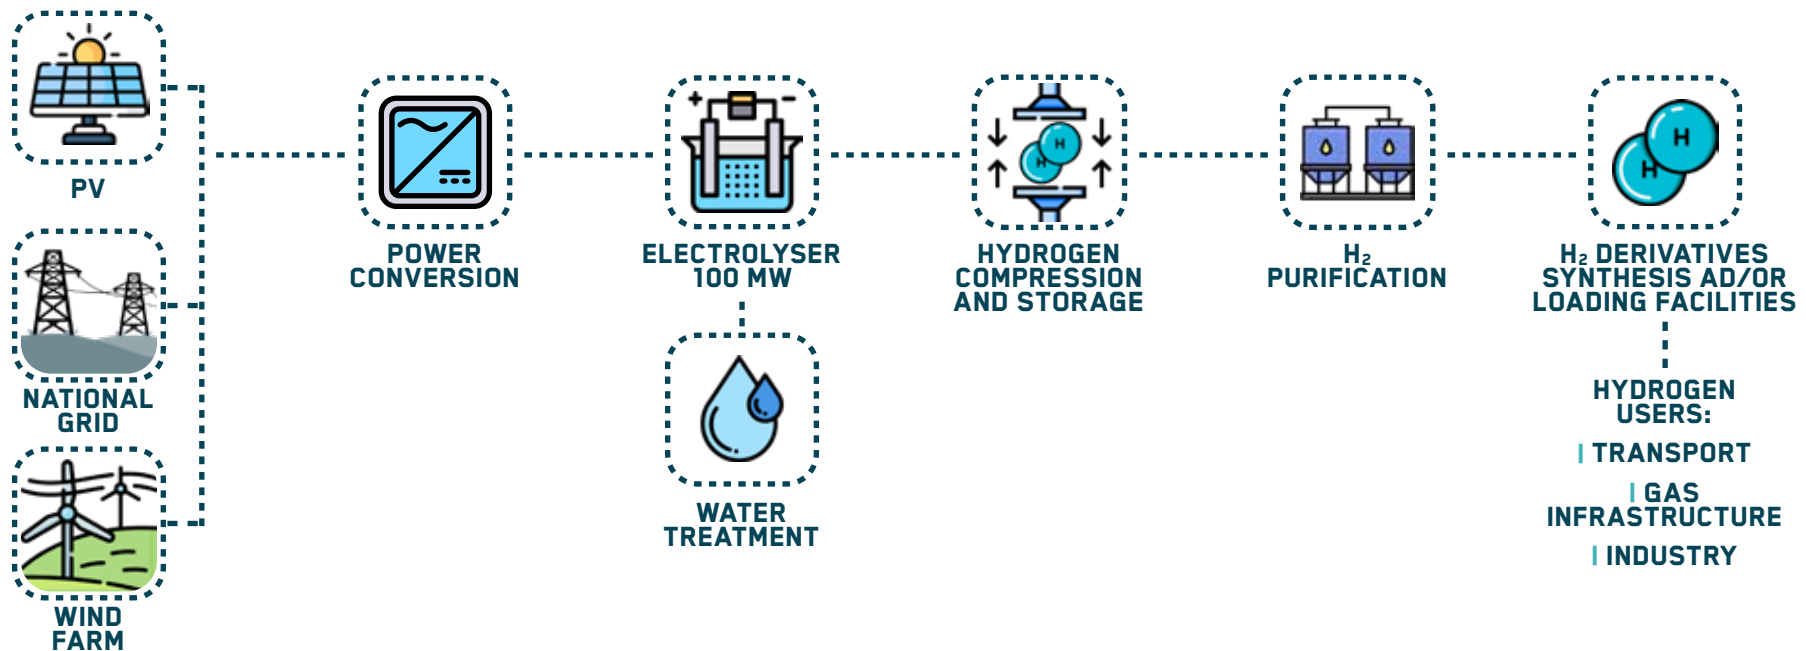 PV
NATIONAL
GRID
WIND
FARM
POWER
CONVERSION
+ -
ELECTROLYSER
100 MW
WATER
TREATMENT
H
H
HYDROGEN
COMPRESSION
AND STORAGE
H₂
PURIFICATION
H
H
H₂ DERIVATIVES
SYNTHESIS AD/OR
LOADING FACILITIES
HYDROGEN
USERS:
| TRANSPORT
| GAS
INFRASTRUCTURE
| INDUSTRY